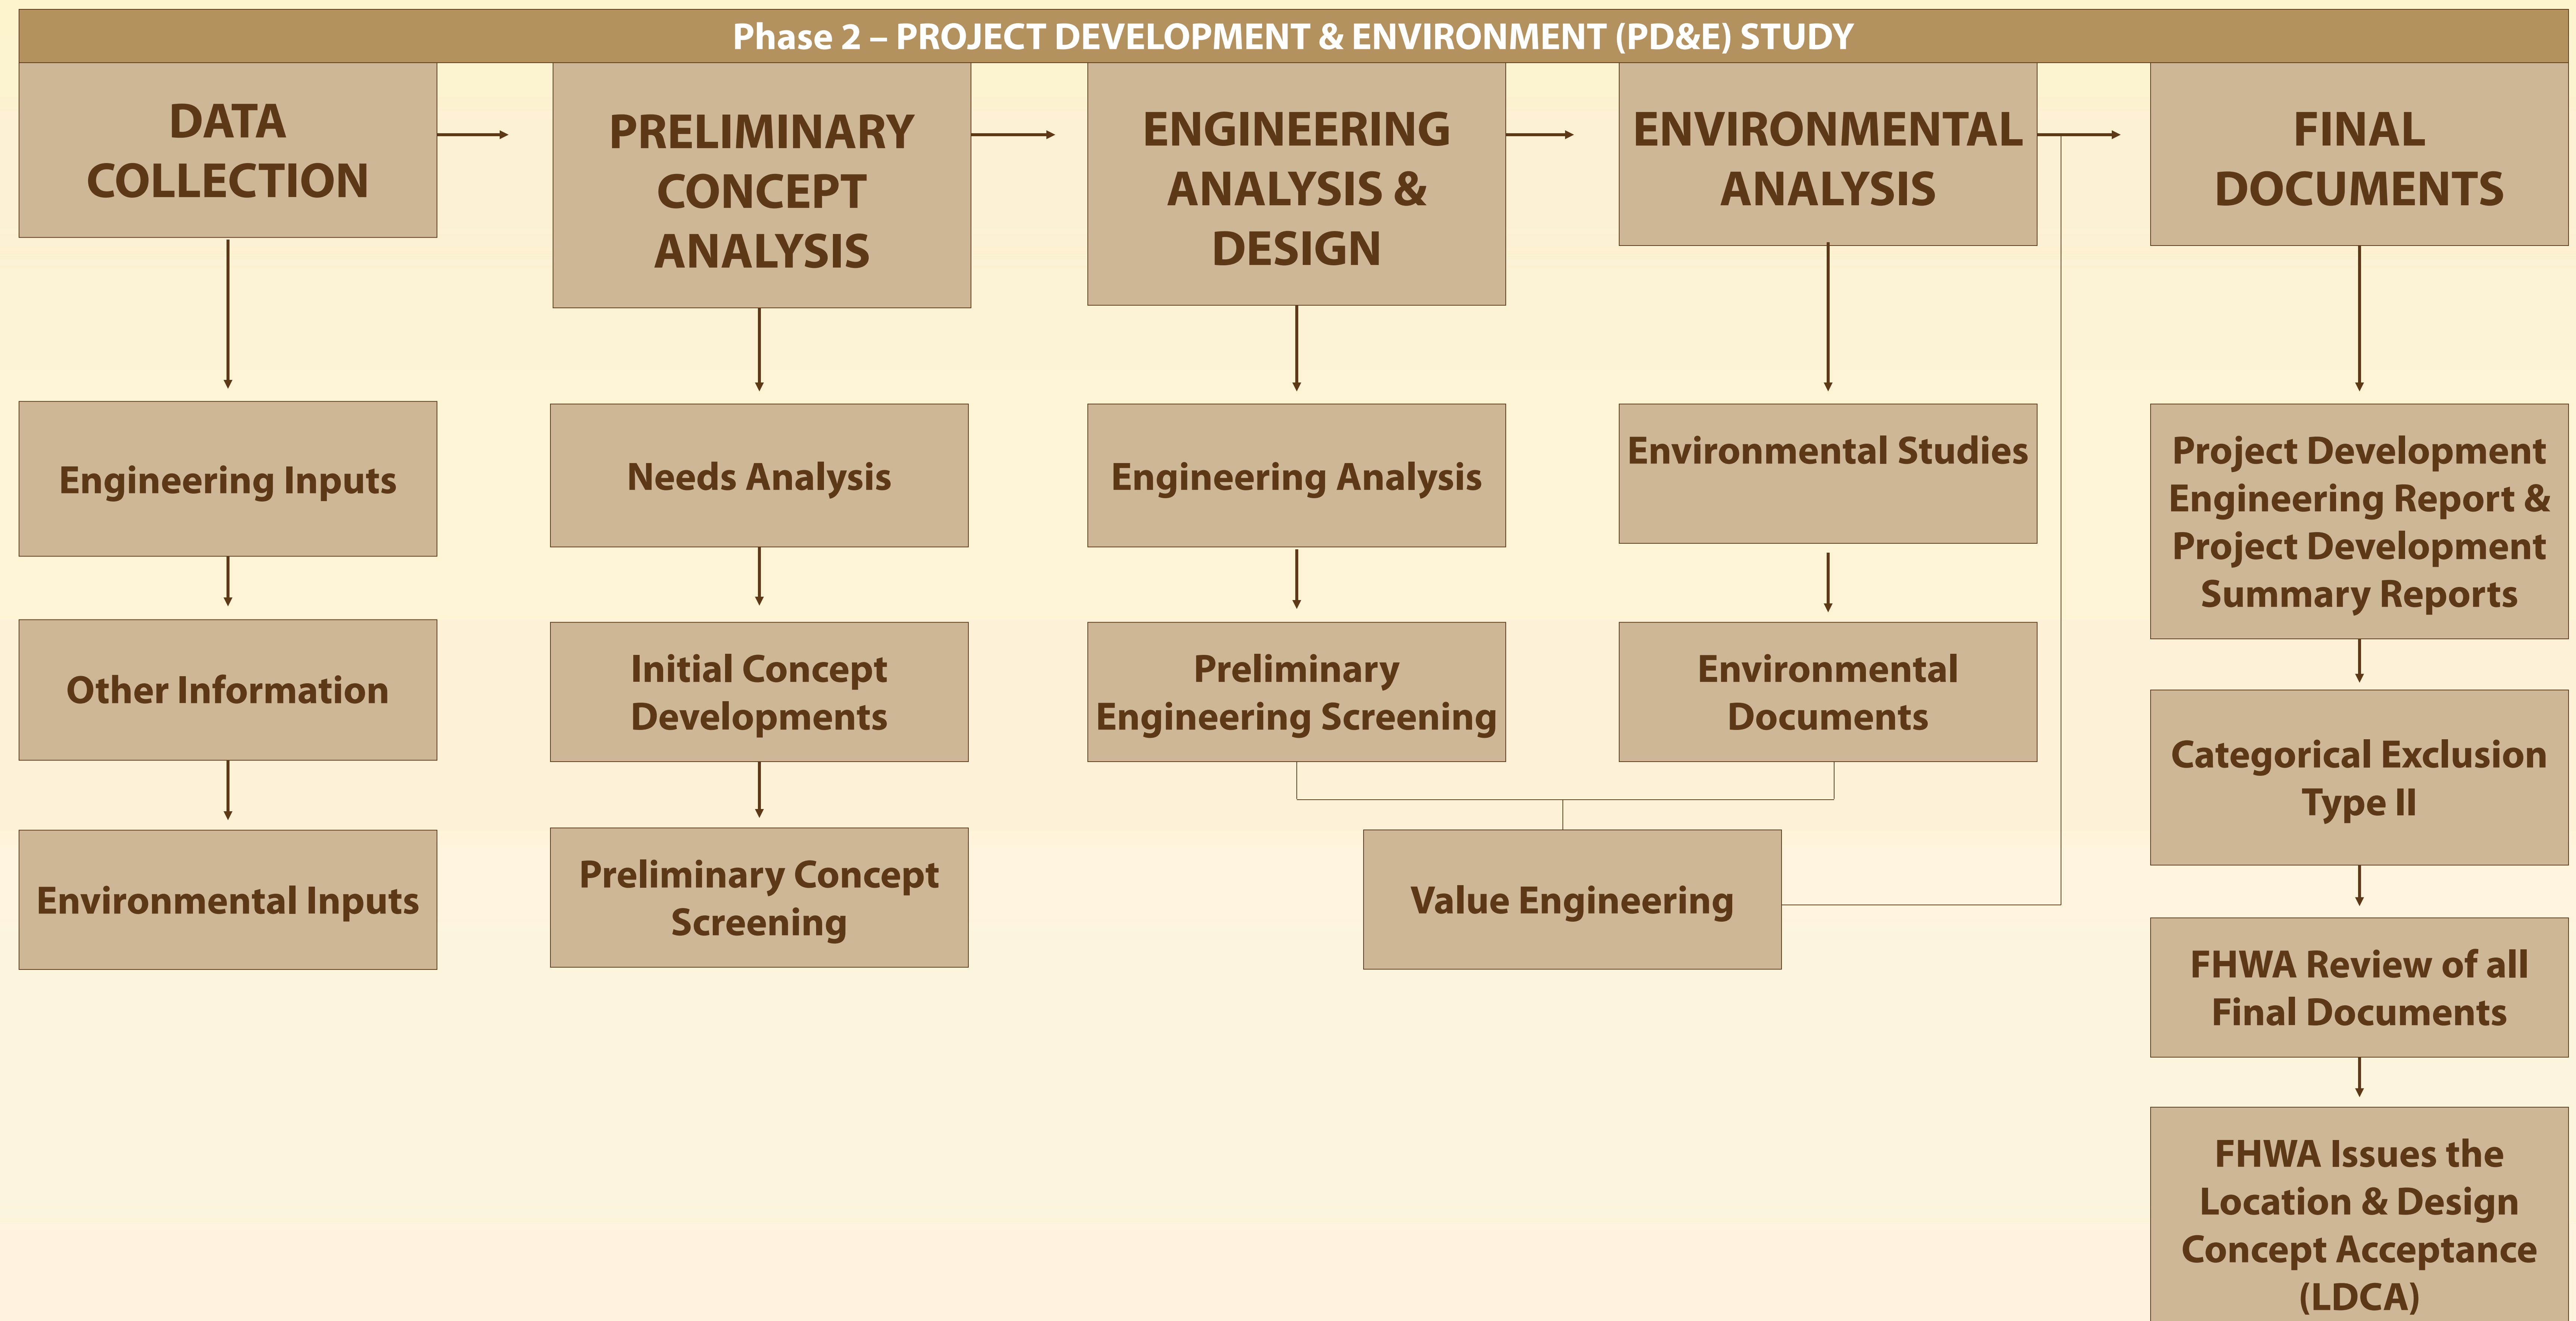 Phase 2 – PROJECT DEVELOPMENT & ENVIRONMENT (PD&E) STUDY
DATA
COLLECTION
Engineering Inputs
Other Information
Environmental Inputs
PRELIMINARY
CONCEPT
ANALYSIS
Needs Analysis
Initial Concept
Developments
Preliminary Concept
Screening
ENGINEERING
ANALYSIS &
DESIGN
Engineering Analysis
Preliminary
Engineering Screening
ENVIRONMENTAL
ANALYSIS
Environmental Studies
Environmental
Documents
Value Engineering
FINAL
DOCUMENTS
Project Development
Engineering Report &
Project Development
Summary Reports
Categorical Exclusion
Type II
FHWA Review of all
Final Documents
FHWA Issues the
Location & Design
Concept Acceptance
(LDCA)